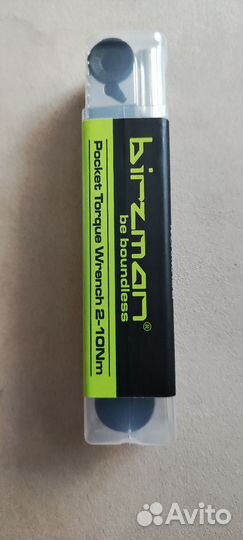 birzman®
be boundless
Pocket Torque Wrench 2-10Nm
Avito